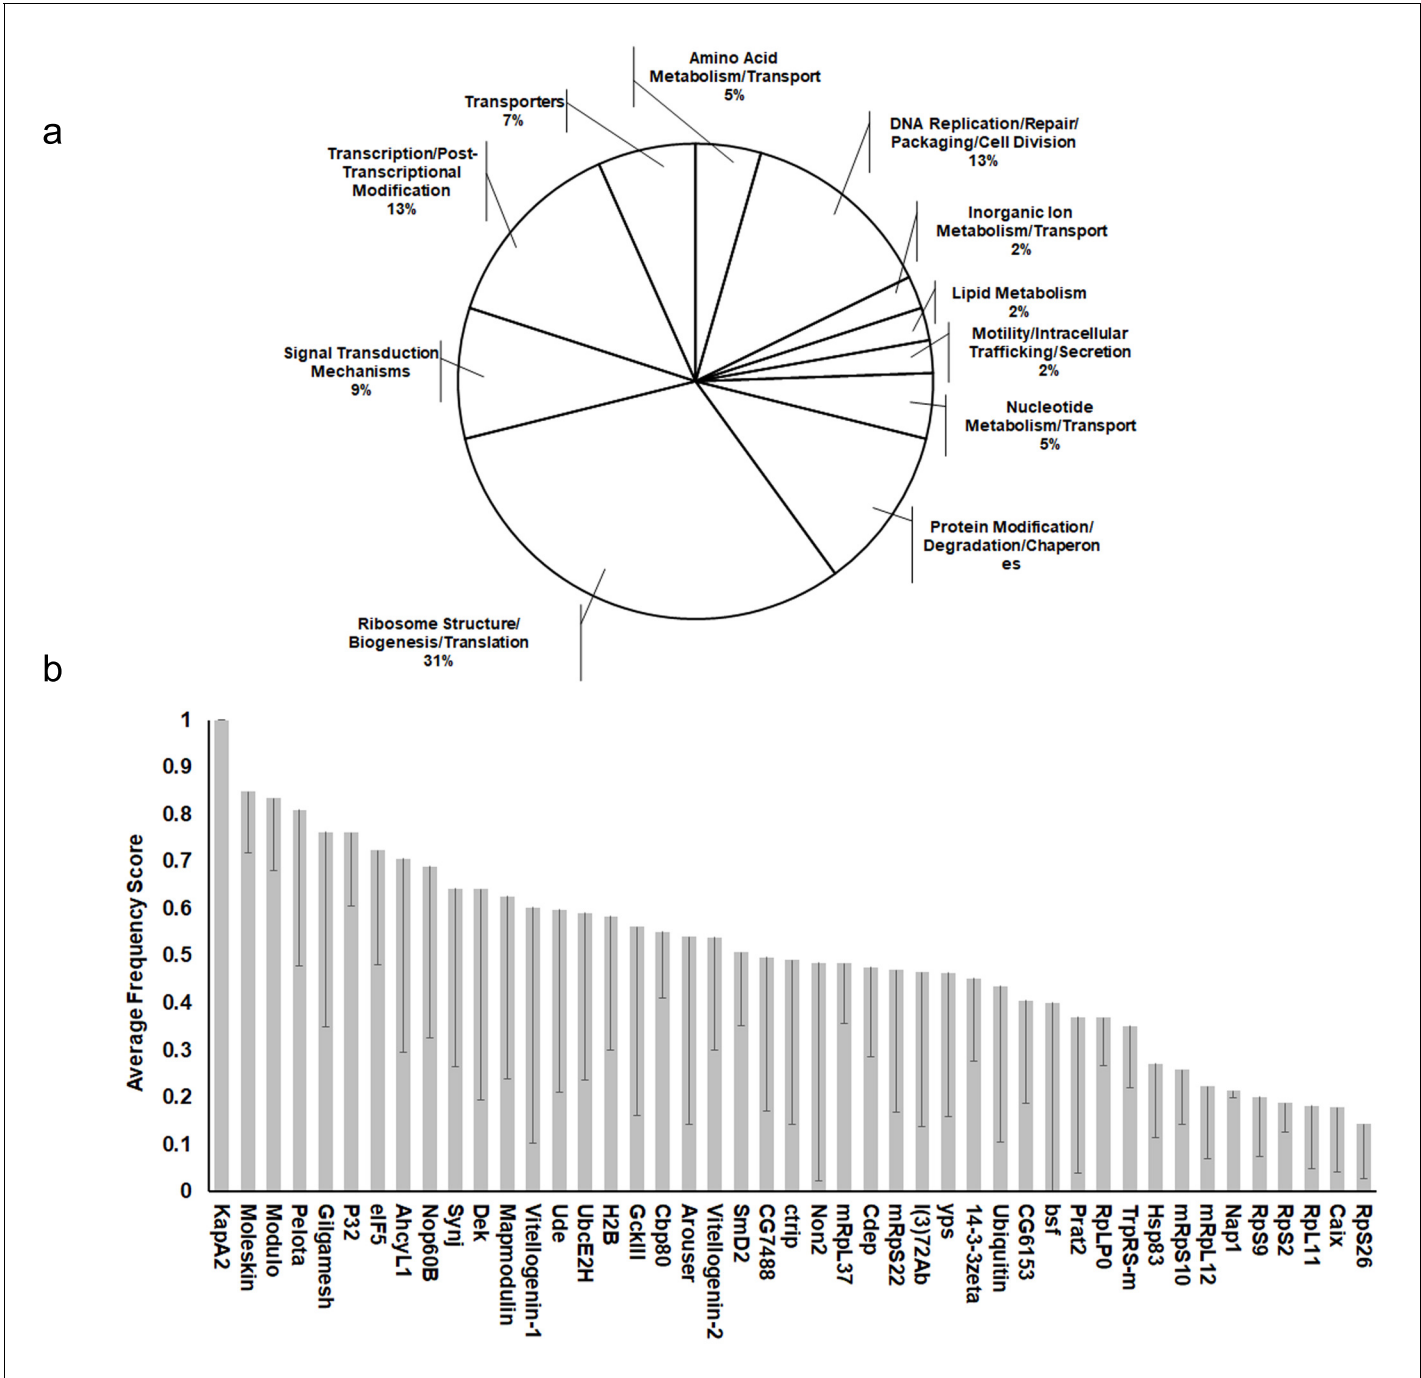 a
Amino Acid
Metabolism/Transport
5%
Transporters
7%
DNA Replication/Repair/
Packaging/Cell Division
13%
Transcription/Post-
Transcriptional
Modification
13%
Inorganic Ion
Metabolism/Transport
2%
Lipid Metabolism
2%
Motility/Intracellular
Trafficking/Secretion
2%
Signal Transduction
Mechanisms
9%
Nucleotide
Metabolism/Transport
5%
Protein Modification/
Degradation/Chaperon
es
Ribosome Structure/
Biogenesis/Translation
31%
b
Average Frequency Score
1
0.9
0.8
0.7
0.6
0.5
0.4
0.3
0.2
0.1
0
KapA2
Moleskin
Modulo
Pelota
Gilgamesh
P32
eIF5
AhcyL1
Nop60B
Synj
Dek
Mapmodulin
Vitellogenin-1
Ude
UbcE2H
H2B
GckIII
Cbp80
Arouser
Vitellogenin-2
SmD2
CG7488
ctrip
Non2
mRpL37
Cdep
mRpS22
l(3)72Ab
yps
14-3-3zeta
Ubiquitin
CG6153
bsf
Prat2
RpLP0
TrpRS-m
Hsp83
mRpS10
mRpL12
Nap1
RpS9
RpS2
RpL11
Caix
RpS26